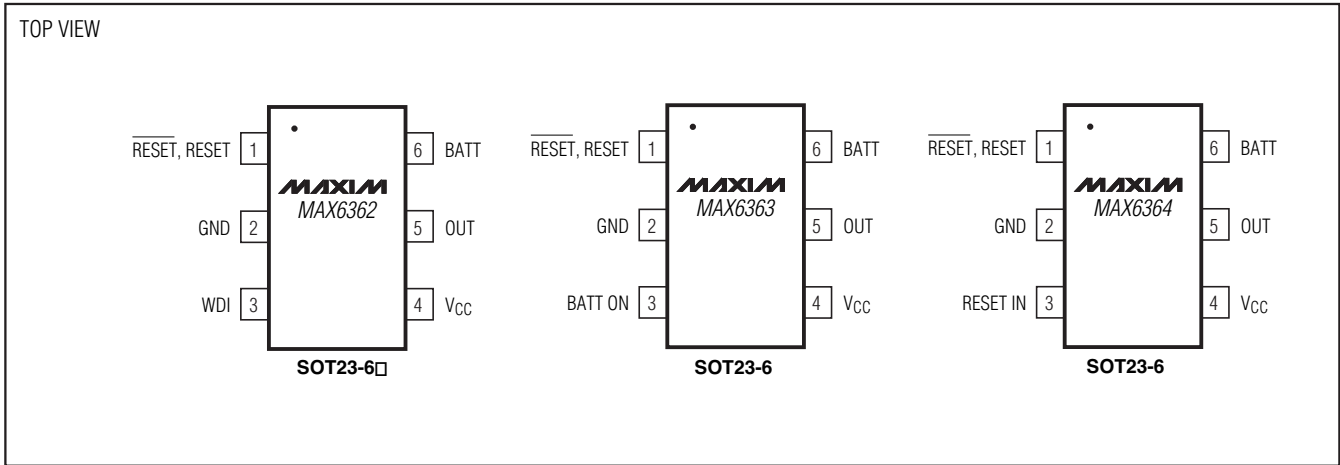 TOP VIEW
RESET, RESET 1
6 BATT
MAXIM
MAX6362
GND 2
5 OUT
WDI 3
4 VCC
SOT23-6□
RESET, RESET 1
6 BATT
MAXIM
MAX6363
GND 2
5 OUT
BATT ON 3
4 VCC
SOT23-6
RESET, RESET 1
6 BATT
MAXIM
MAX6364
GND 2
5 OUT
RESET IN 3
4 VCC
SOT23-6